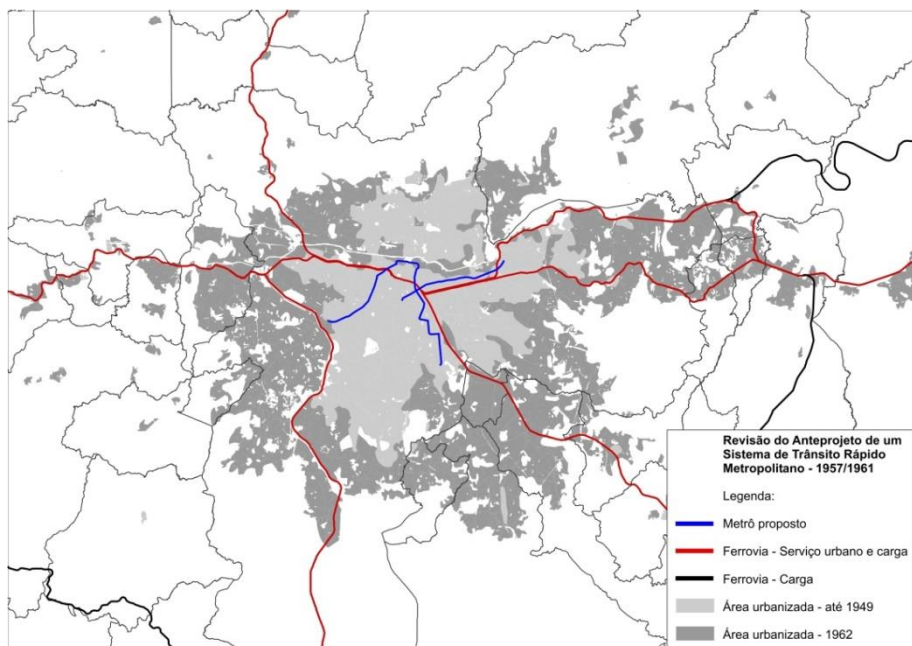 Revisão do Anteprojeto de um
Sistema de Trânsito Rápido
Metropolitano - 1957/1961
Legenda:
Metrô proposto
Ferrovia - Serviço urbano e carga
Ferrovia - Carga
Área urbanizada - até 1949
Área urbanizada - 1962